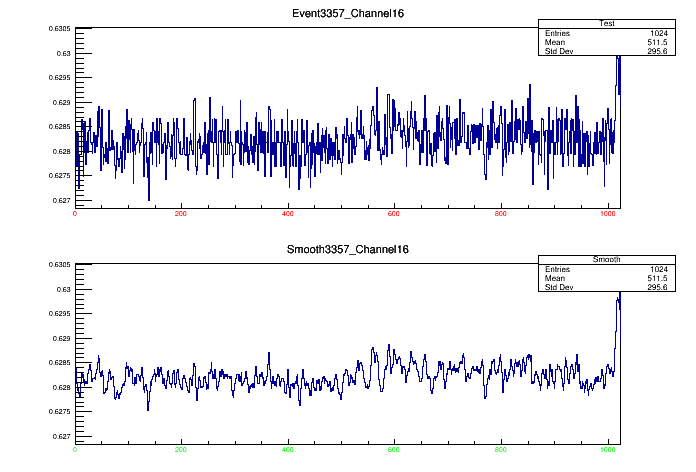 Event3357_Channel16
Test
Entries 1024
Mean 511.5
Std Dev 295.6
0.6305
0.63
0.6295
0.629
0.6285
0.628
0.6275
0.627
0 200 400 600 800 1000
Smooth3357_Channel16
Smooth
Entries 1024
Mean 511.5
Std Dev 295.6
0.6305
0.63
0.6295
0.629
0.6285
0.628
0.6275
0.627
0 200 400 600 800 1000